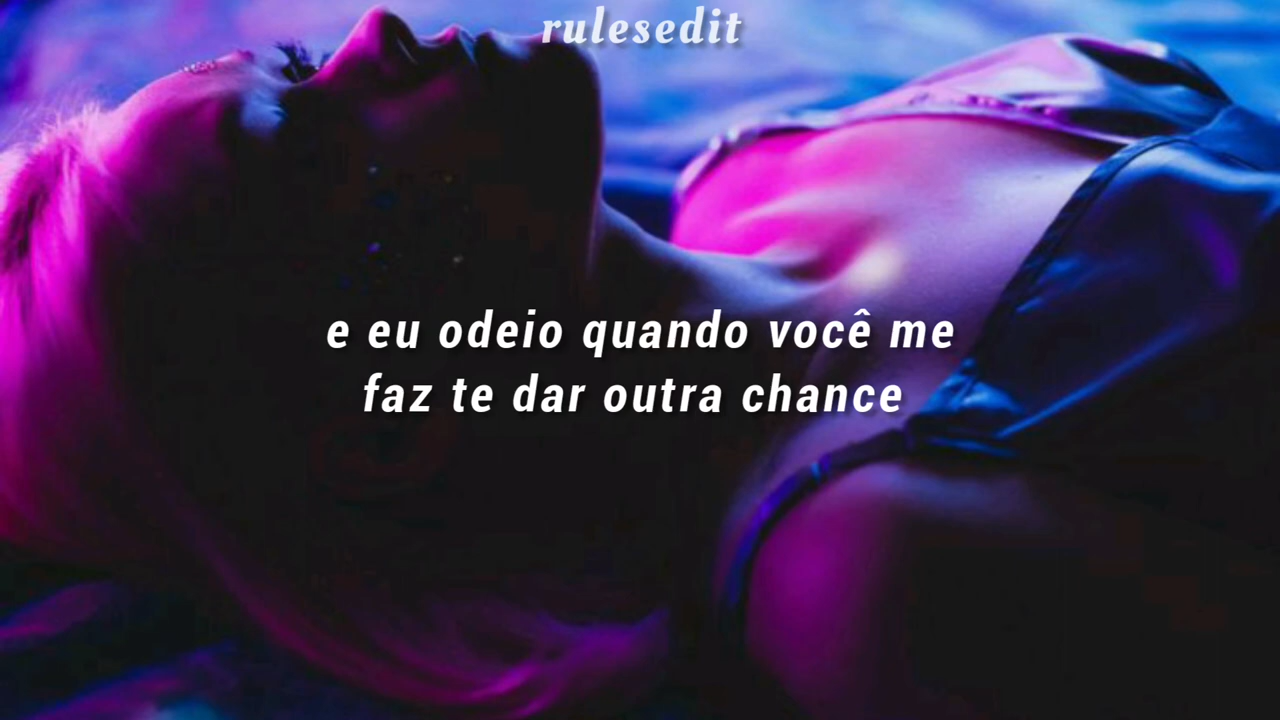 rulesedit
e eu odeio quando você me
faz te dar outra chance